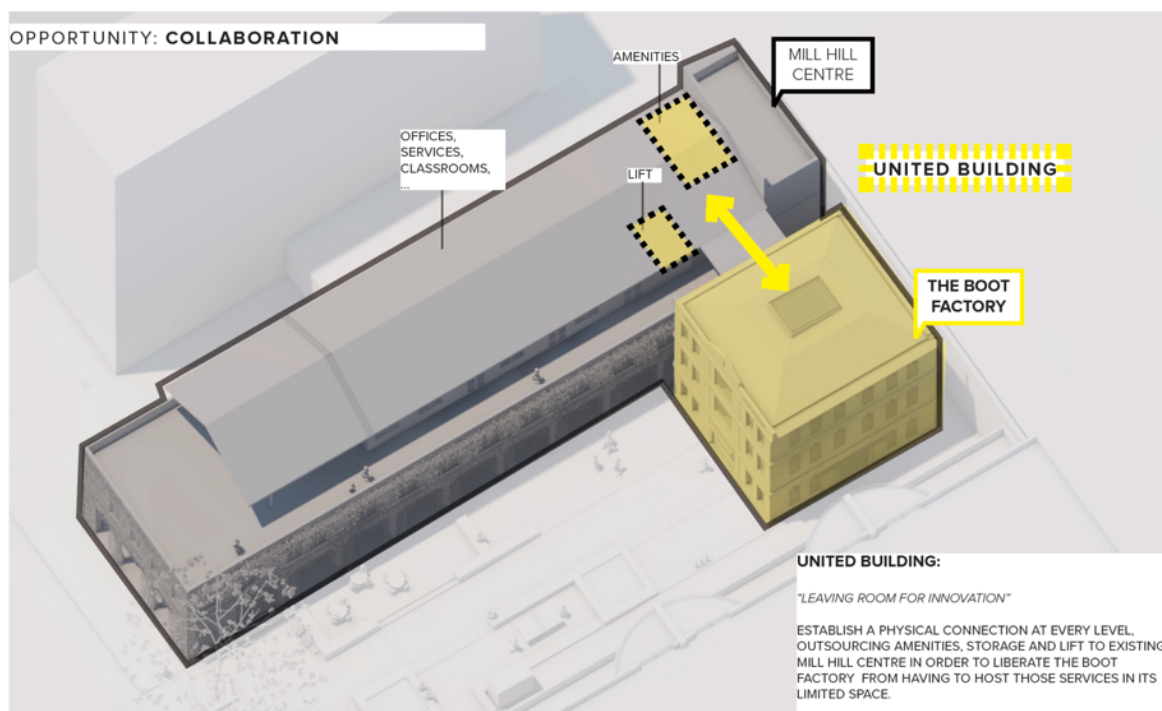 OPPORTUNITY: COLLABORATION
AMENITIES
MILL HILL
CENTRE
OFFICES,
SERVICES,
CLASSROOMS,
...
LIFT
UNITED BUILDING
THE BOOT
FACTORY
UNITED BUILDING:
"LEAVING ROOM FOR INNOVATION"
ESTABLISH A PHYSICAL CONNECTION AT EVERY LEVEL,
OUTSOURCING AMENITIES, STORAGE AND LIFT TO EXISTING
MILL HILL CENTRE IN ORDER TO LIBERATE THE BOOT
FACTORY FROM HAVING TO HOST THOSE SERVICES IN ITS
LIMITED SPACE.